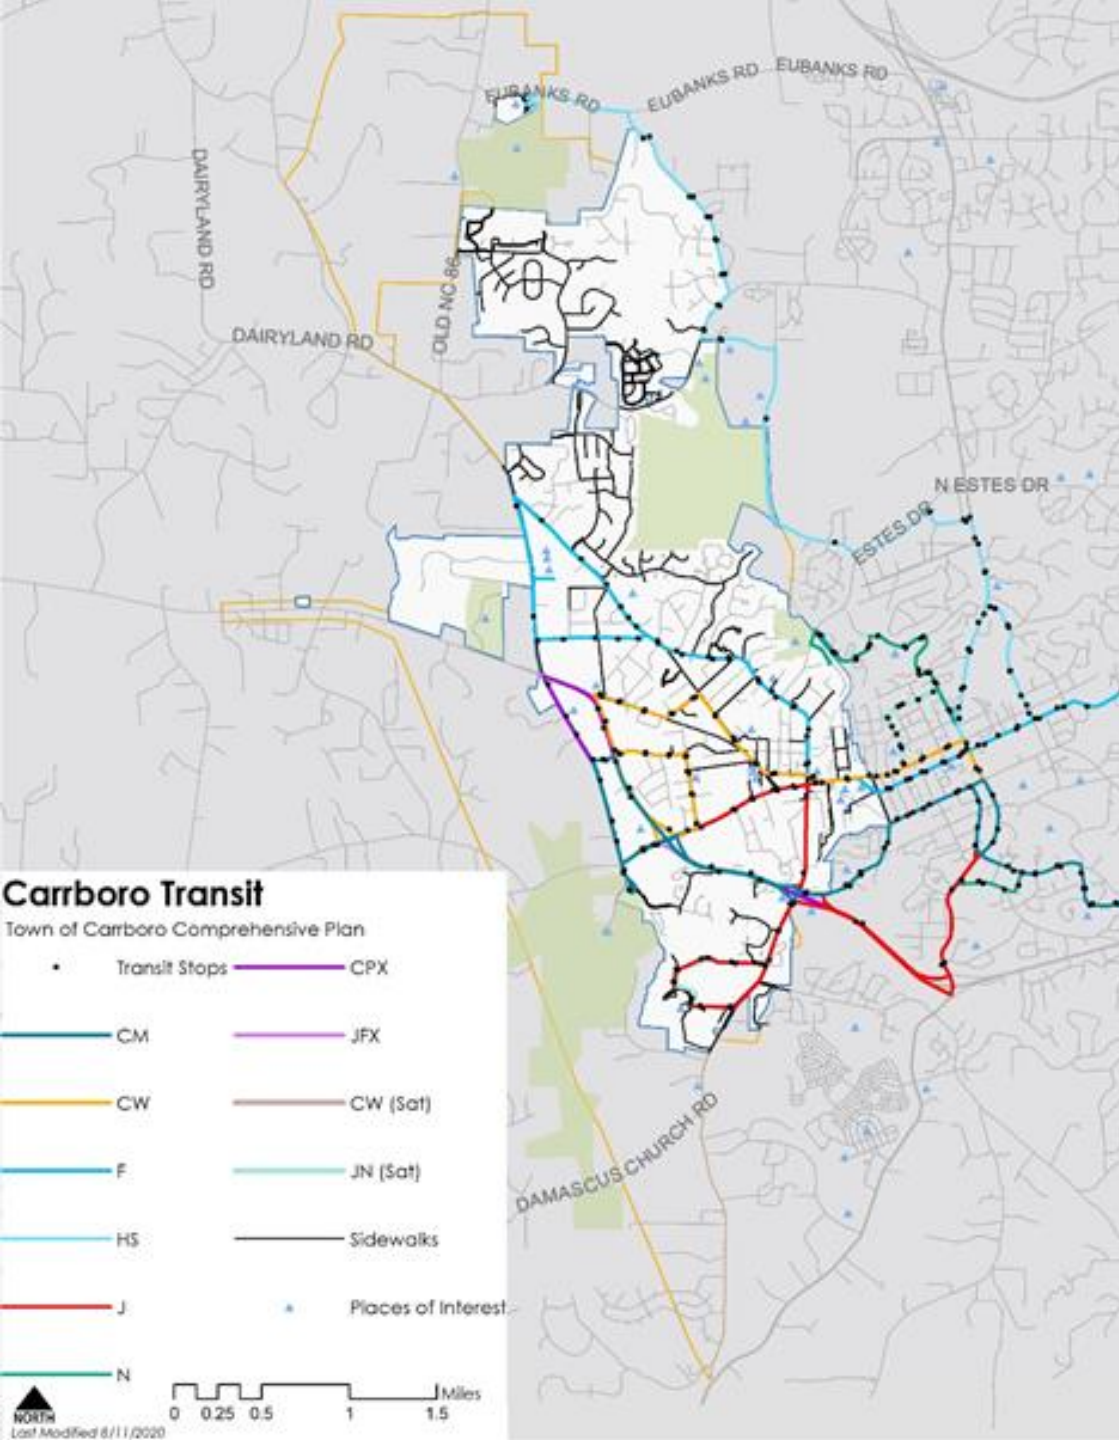 EUBANKS RD
EUBANKS RD
EUBANKS RD
DAIRYLAND RD
OLD NC 86
DAIRYLAND RD
N ESTES DR
ESTES DR
Carrboro Transit
Town of Carrboro Comprehensive Plan
Transit Stops CPX
CM JFX
CW CW (Sat)
F JN (Sat)
HS Sidewalks
J Places of Interest
N
DAMASCUS CHURCH RD
Miles
0 0.25 0.5 1 1.5
NORTH
Last Modified 8/11/2020